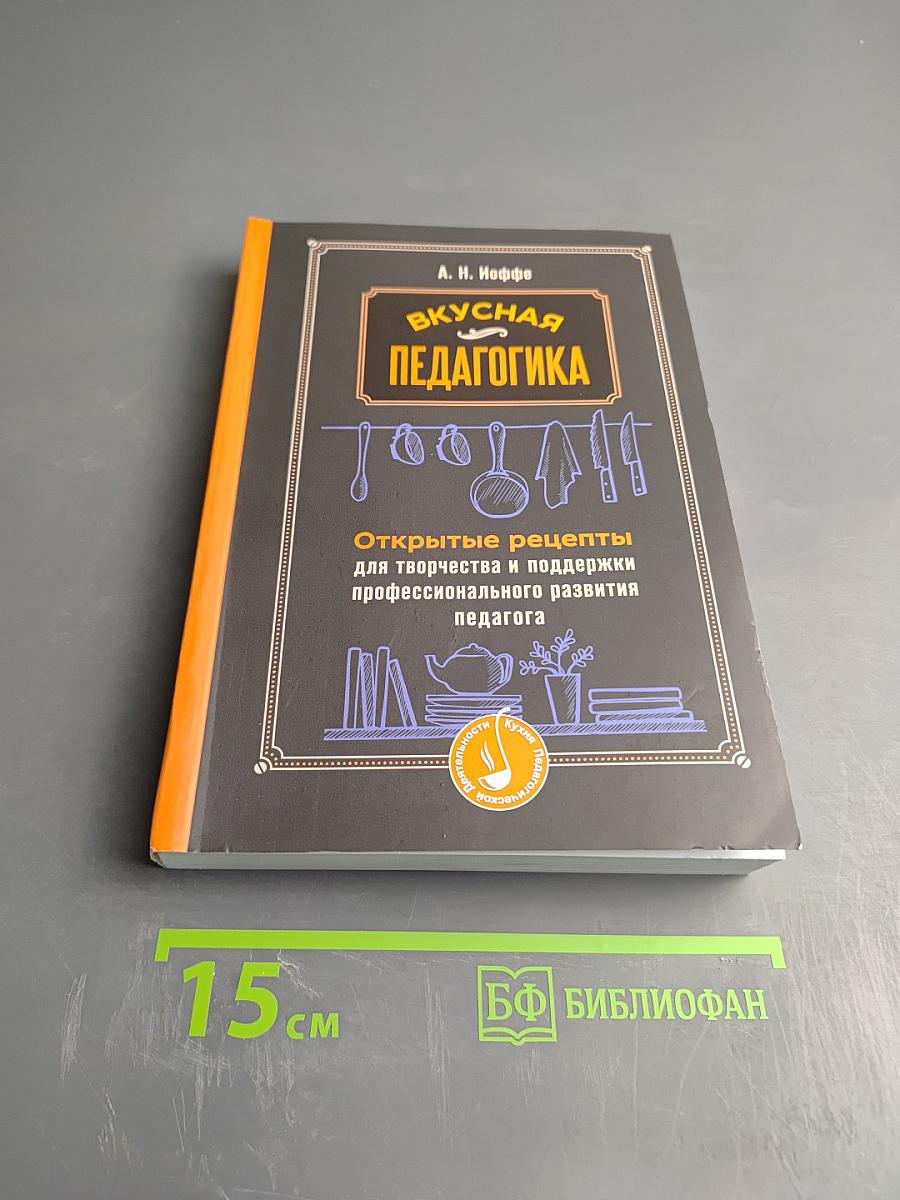 А. Н. Иоффе
ВКУСНАЯ
ПЕДАГОГИКА
Открытые рецепты
для творчества и поддержки
профессионального развития
педагога
Кухня Педагогической Деятельности
15 см
БФ БИБЛИОФАН